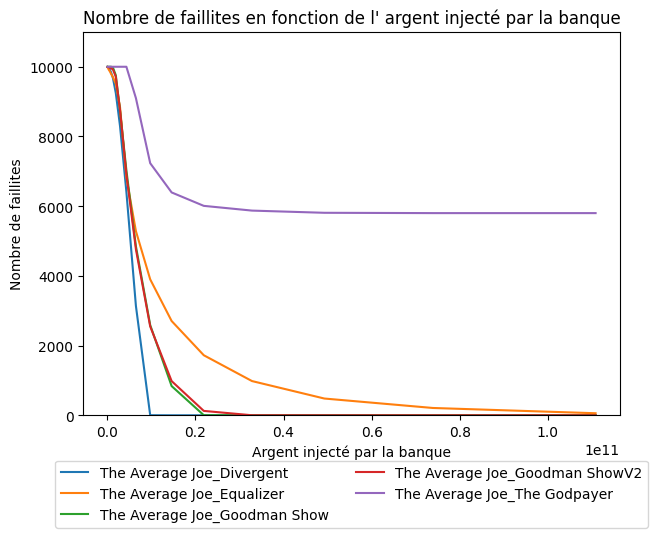 Nombre de faillites en fonction de l' argent injecté par la banque
Nombre de faillites
10000
8000
6000
4000
2000
0
0.0
0.2
0.4
0.6
0.8
1.0
1e11
Argent injecté par la banque
The Average Joe_Divergent
The Average Joe_Equalizer
The Average Joe_Goodman Show
The Average Joe_Goodman ShowV2
The Average Joe_The Godpayer